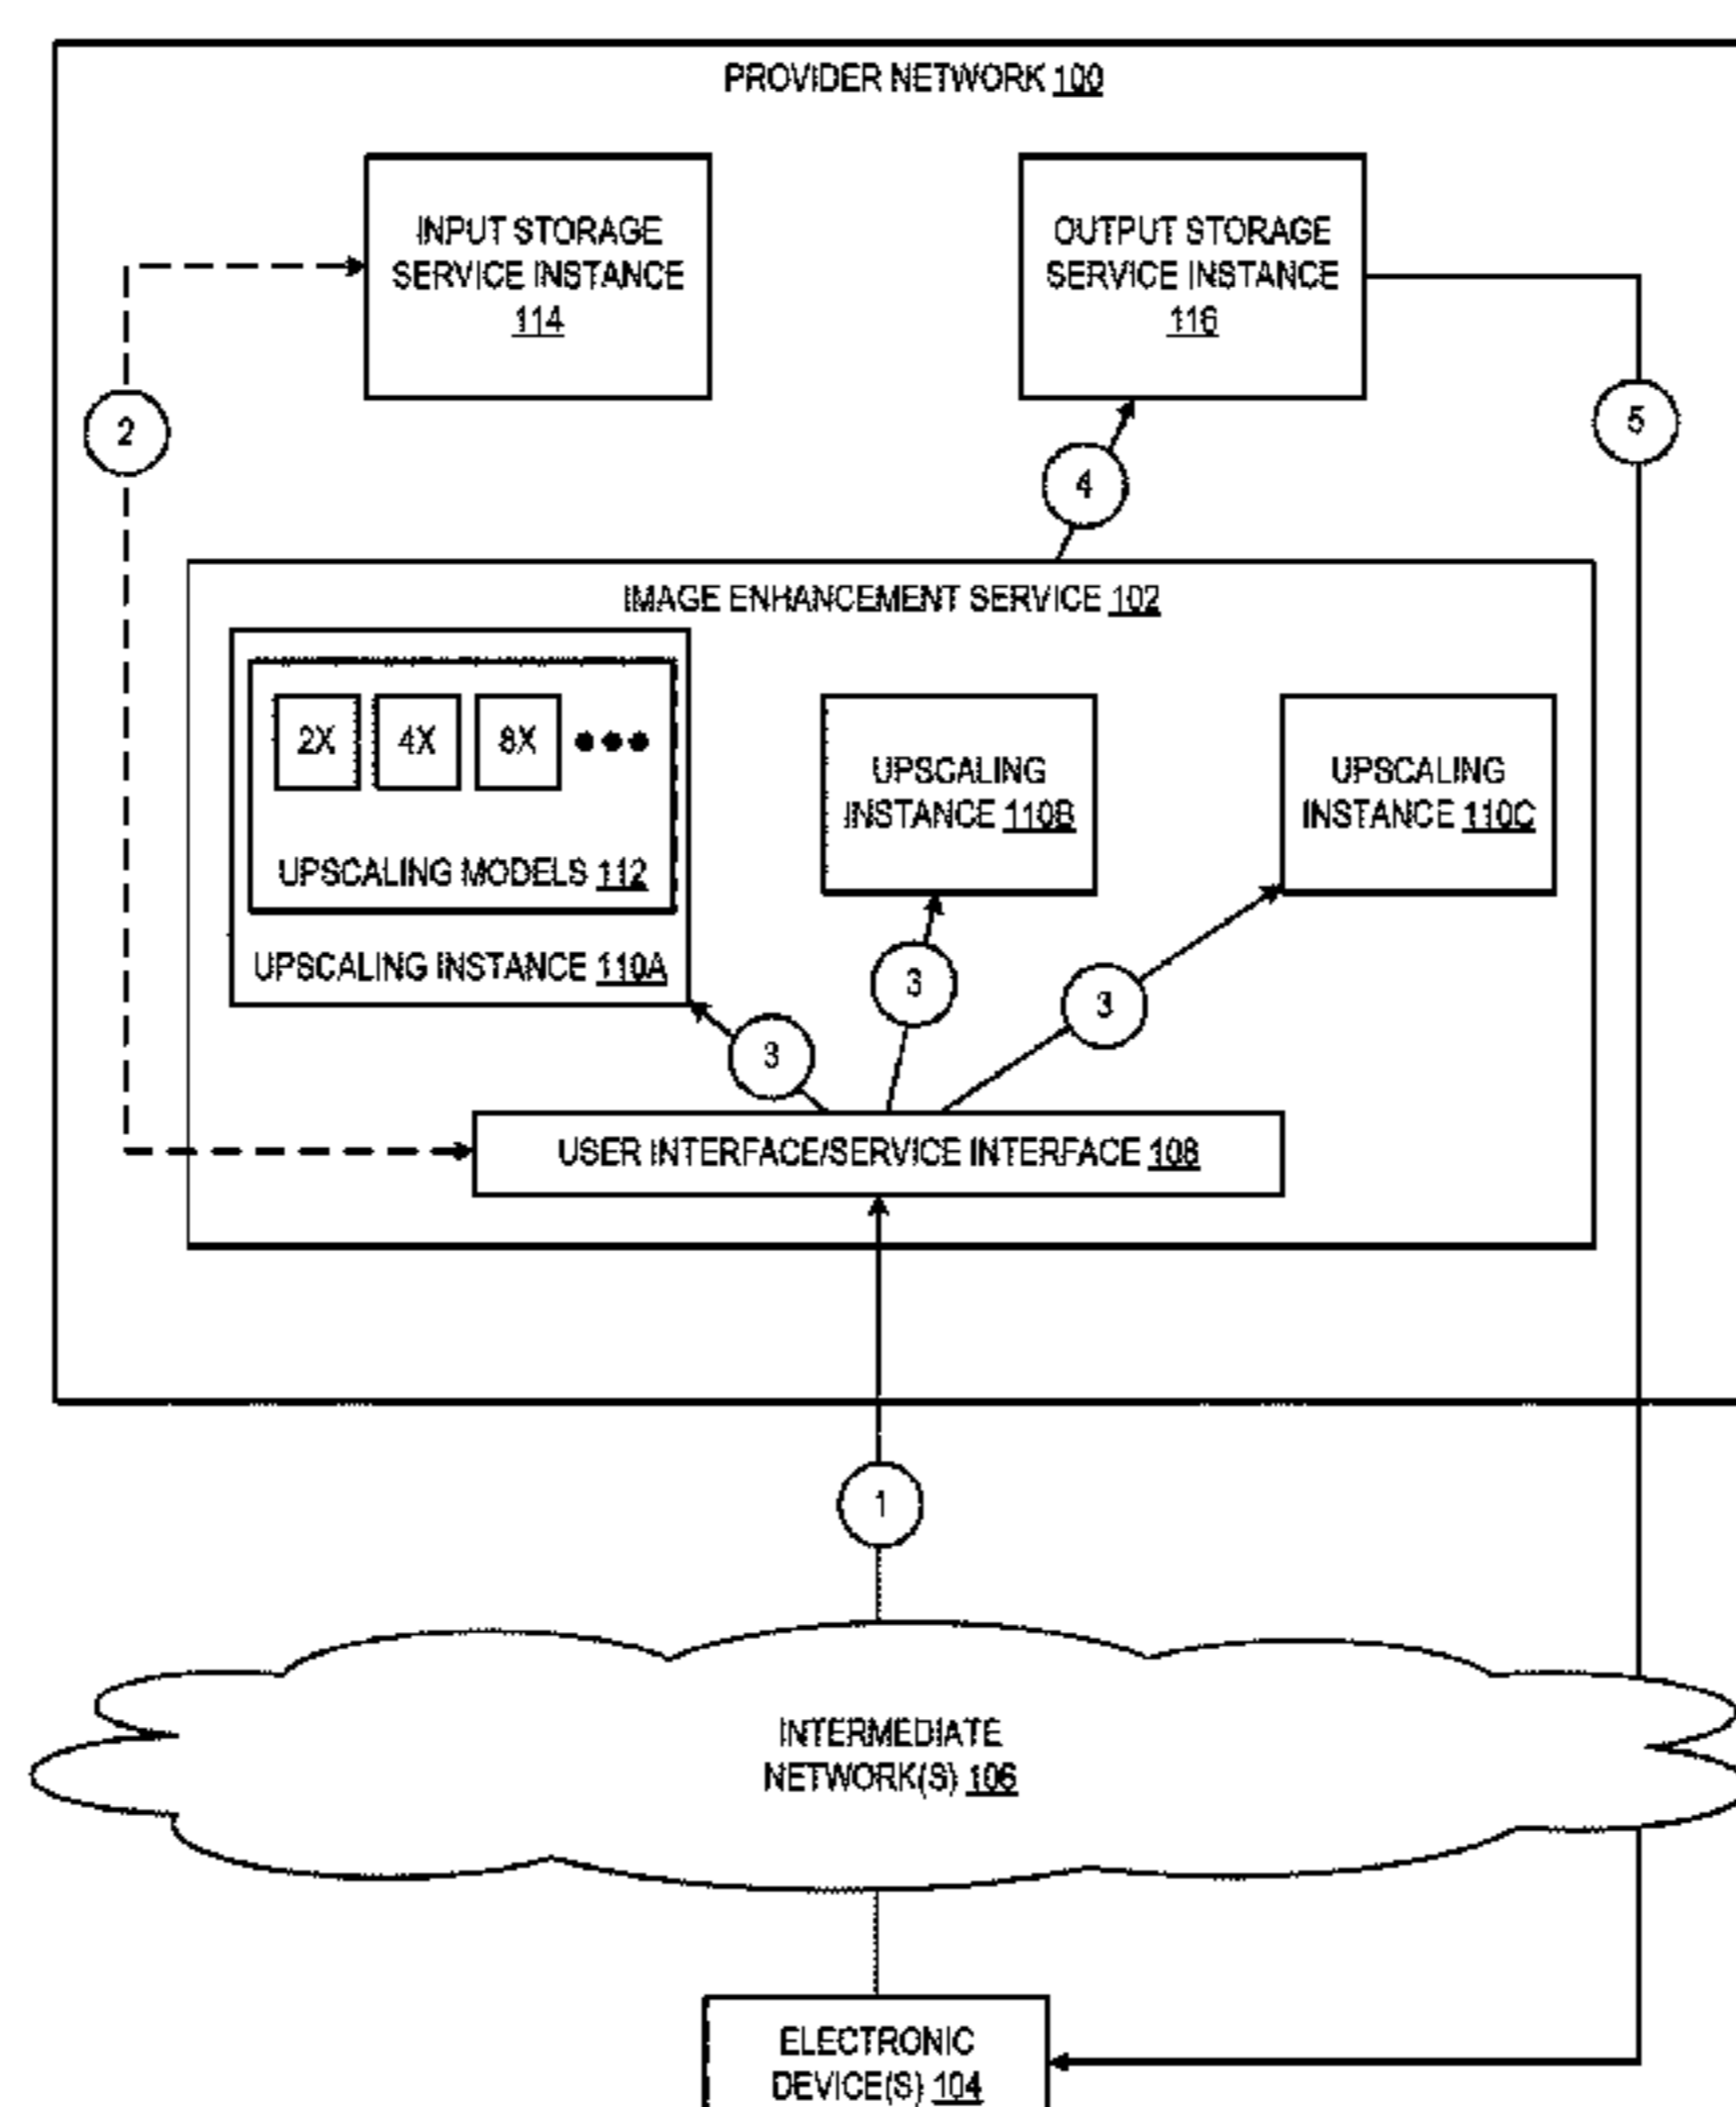 PROVIDER NETWORK 100
INPUT STORAGE
SERVICE INSTANCE
114
OUTPUT STORAGE
SERVICE INSTANCE
116
2
5
4
IMAGE ENHANCEMENT SERVICE 102
2X
4X
8X
UPSCALING MODELS 112
UPSCALING INSTANCE 110A
UPSCALING
INSTANCE 110B
UPSCALING
INSTANCE 110C
3
3
3
USER INTERFACE/SERVICE INTERFACE 108
1
INTERMEDIATE
NETWORK(S) 106
ELECTRONIC
DEVICE(S) 104